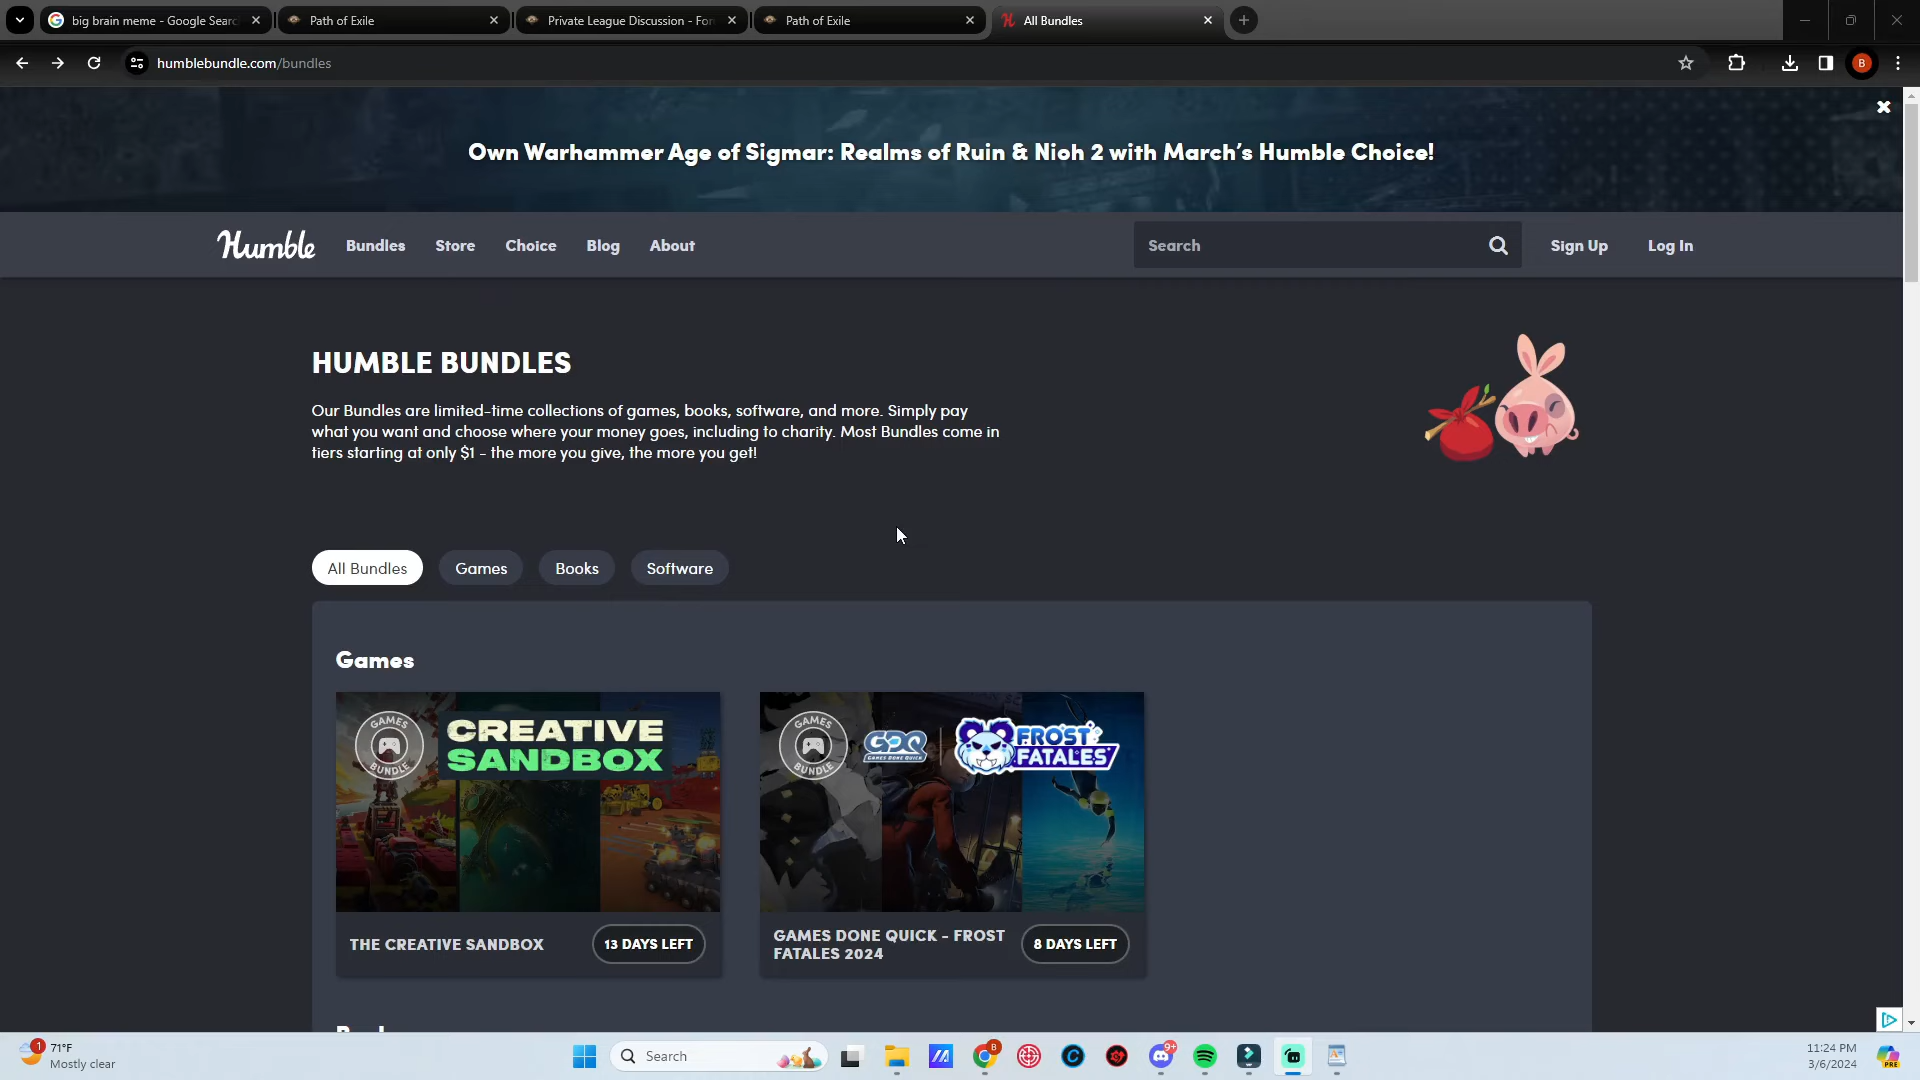 big brain meme - Google Searc
Path of Exile
Private League Discussion - For
Path of Exile
All Bundles
humblebundle.com/bundles
B
Own Warhammer Age of Sigmar: Realms of Ruin & Nioh 2 with March's Humble Choice!
Humble
Bundles
Store
Choice
Blog
About
Search
Sign Up
Log In
HUMBLE BUNDLES
Our Bundles are limited-time collections of games, books, software, and more. Simply pay
what you want and choose where your money goes, including to charity. Most Bundles come in
tiers starting at only $1 - the more you give, the more you get!
All Bundles
Games
Books
Software
Games
GAMES
BUNDLE
CREATIVE
SANDBOX
GAMES
BUNDLE
GDQ
GAMES DONE QUICK
FROST
FATALES
THE CREATIVE SANDBOX
13 DAYS LEFT
GAMES DONE QUICK - FROST
FATALES 2024
8 DAYS LEFT
1
71°F
Mostly clear
Search
B
9+
PRE
11:24 PM
3/6/2024